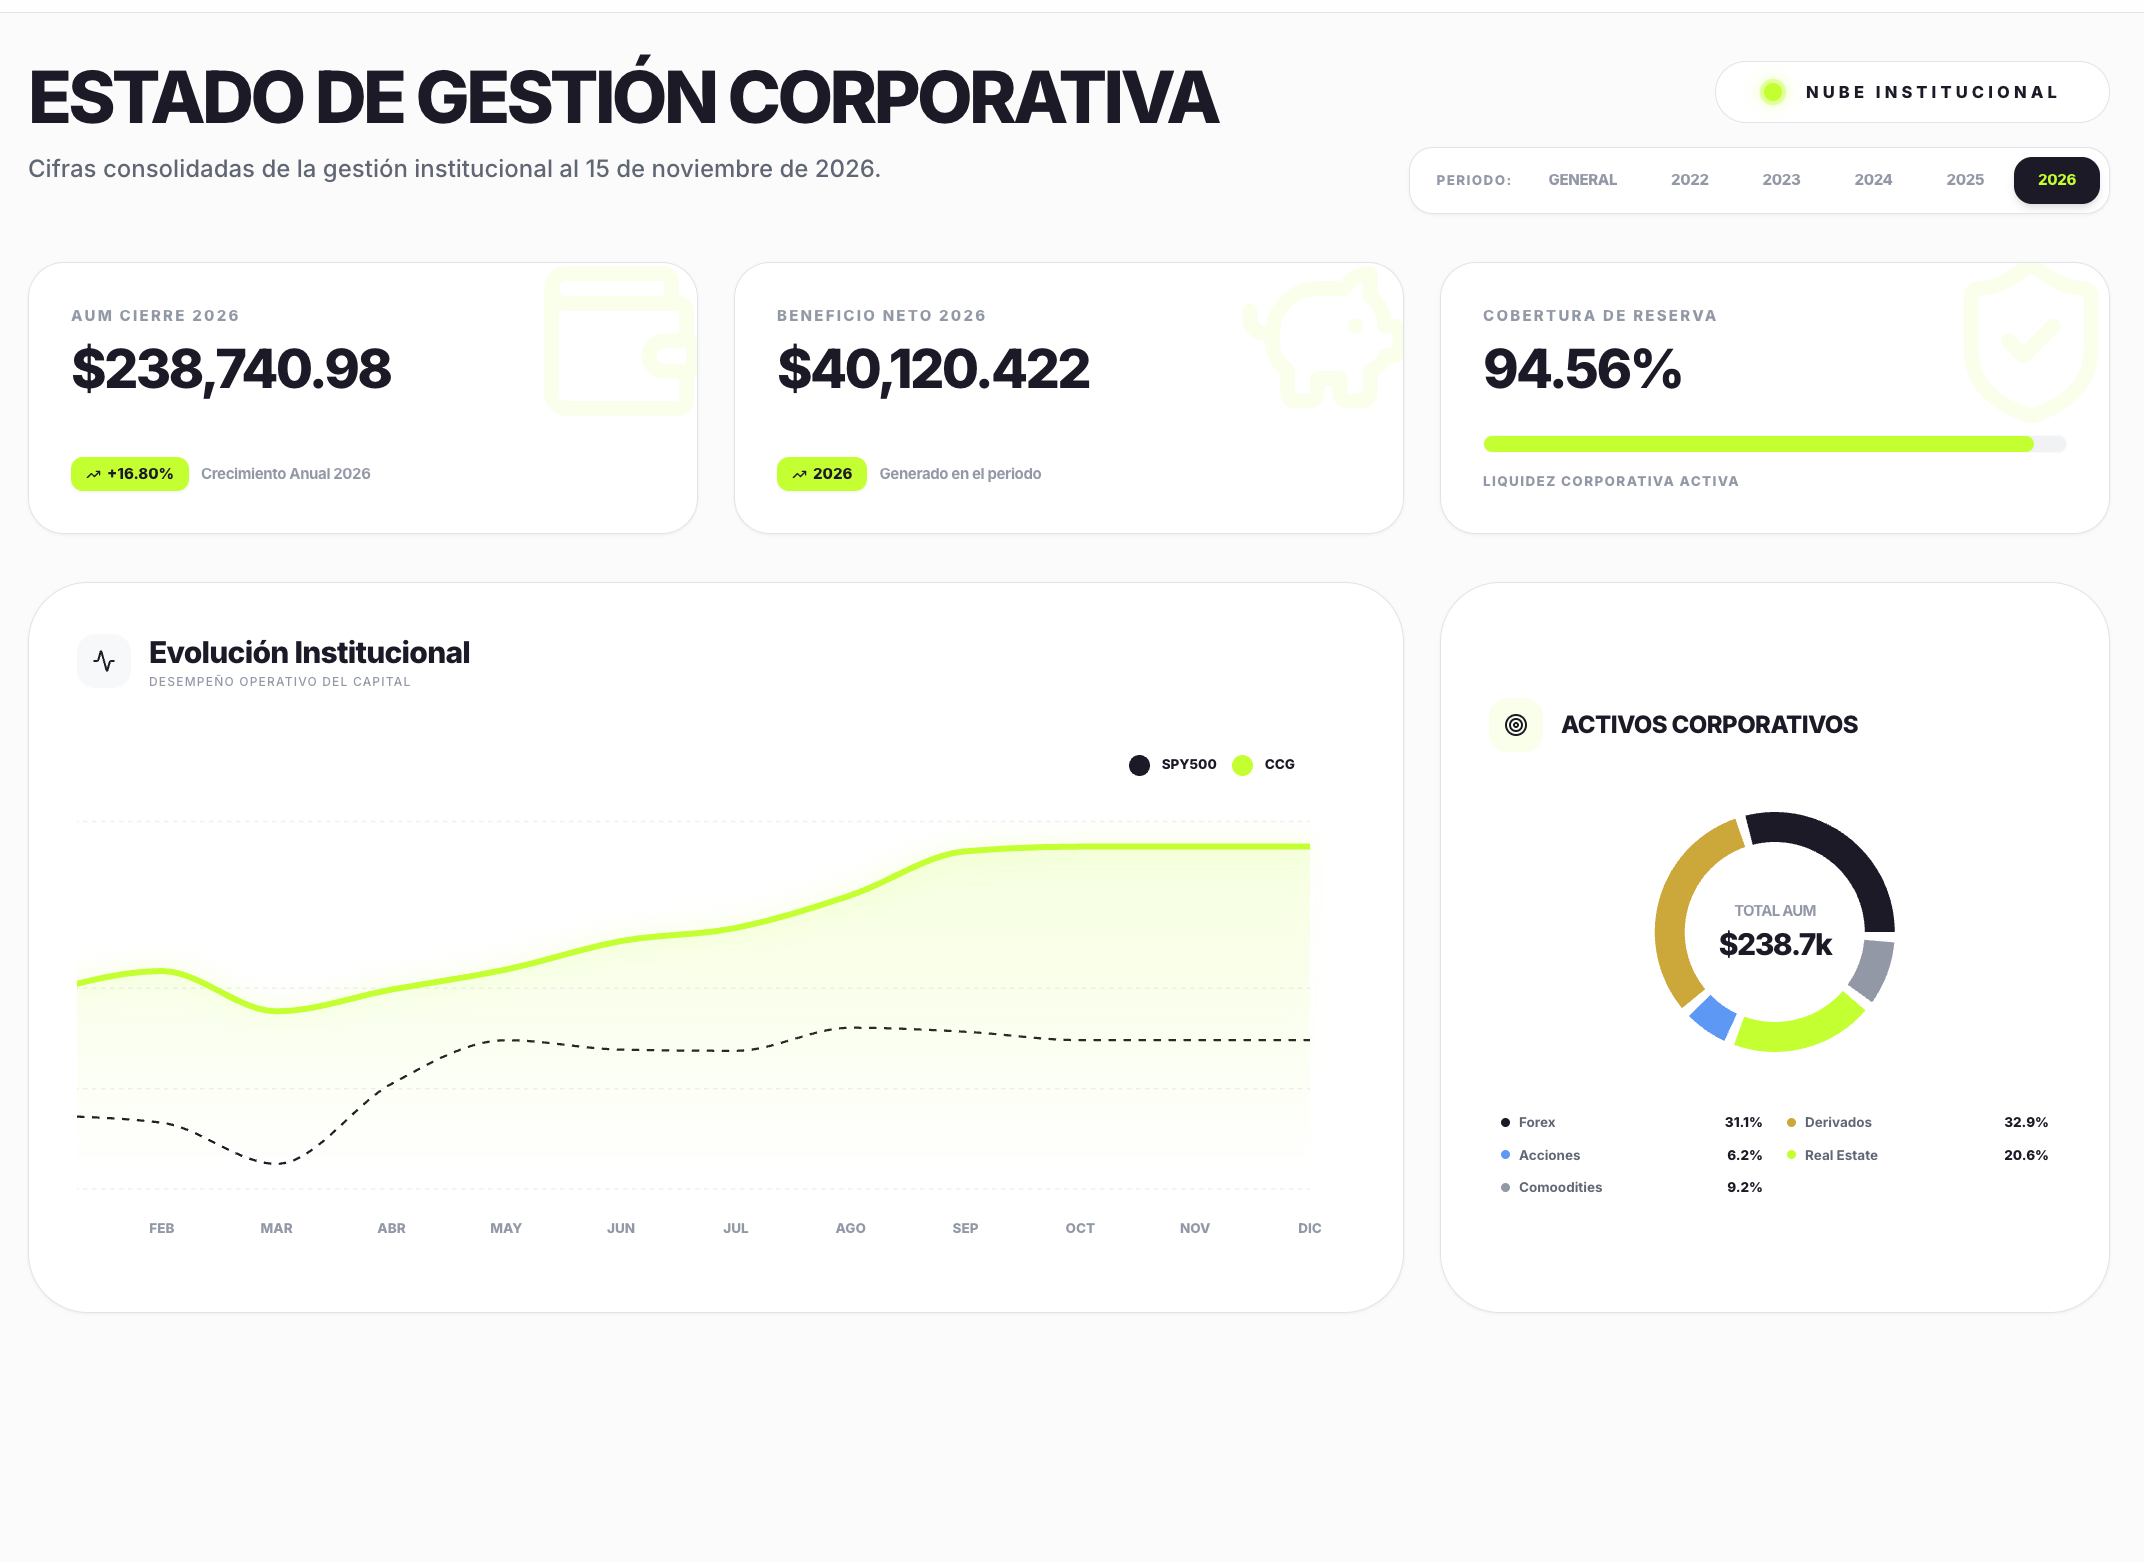 ESTADO DE GESTIÓN CORPORATIVA
NUBE INSTITUCIONAL
Cifras consolidadas de la gestión institucional al 15 de noviembre de 2026.
PERIODO: GENERAL 2022 2023 2024 2025 2026
AUM CIERRE 2026
$238,740.98
+16.80% Crecimiento Anual 2026
BENEFICIO NETO 2026
$40,120.422
2026 Generado en el periodo
COBERTURA DE RESERVA
94.56%
LIQUIDEZ CORPORATIVA ACTIVA
Evolución Institucional
DESEMPEÑO OPERATIVO DEL CAPITAL
SPY500 CCG
FEB MAR ABR MAY JUN JUL AGO SEP OCT NOV DIC
ACTIVOS CORPORATIVOS
TOTAL AUM
$238.7k
Forex 31.1% Derivados 32.9%
Acciones 6.2% Real Estate 20.6%
Comoodities 9.2%